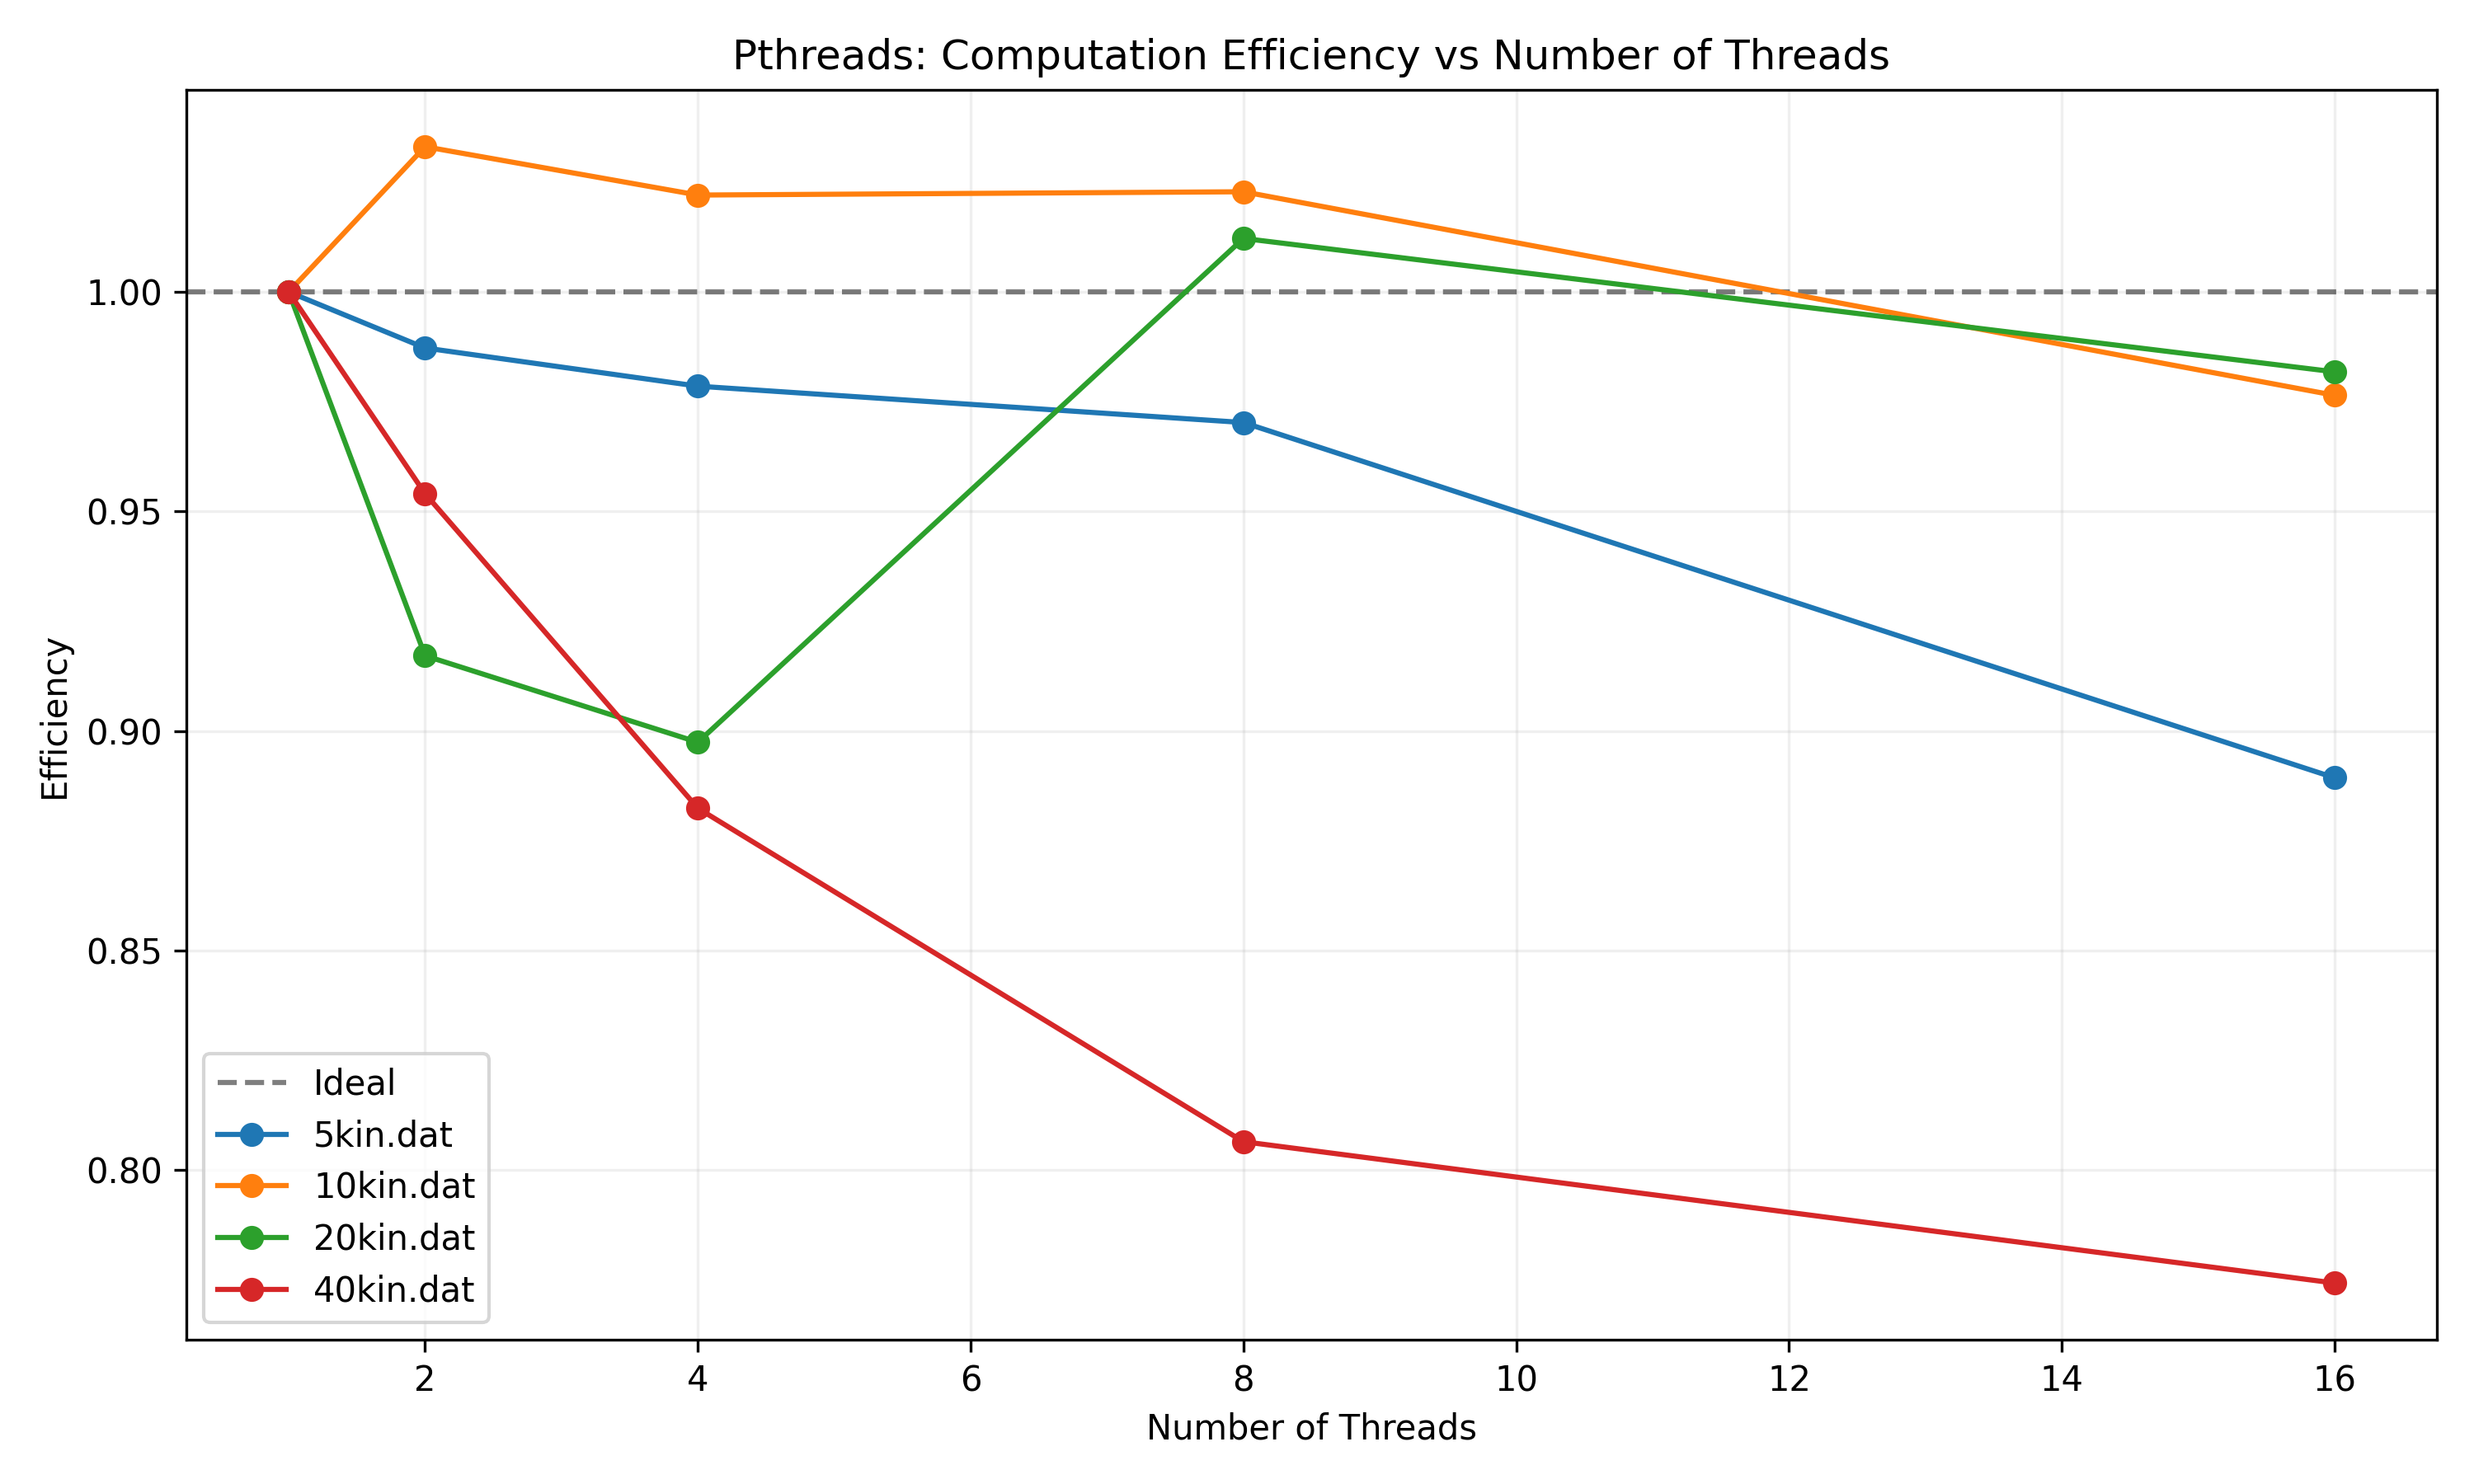 Pthreads: Computation Efficiency vs Number of Threads
Efficiency
1.00
0.95
0.90
0.85
0.80
Ideal
5kin.dat
10kin.dat
20kin.dat
40kin.dat
2 4 6 8 10 12 14 16
Number of Threads